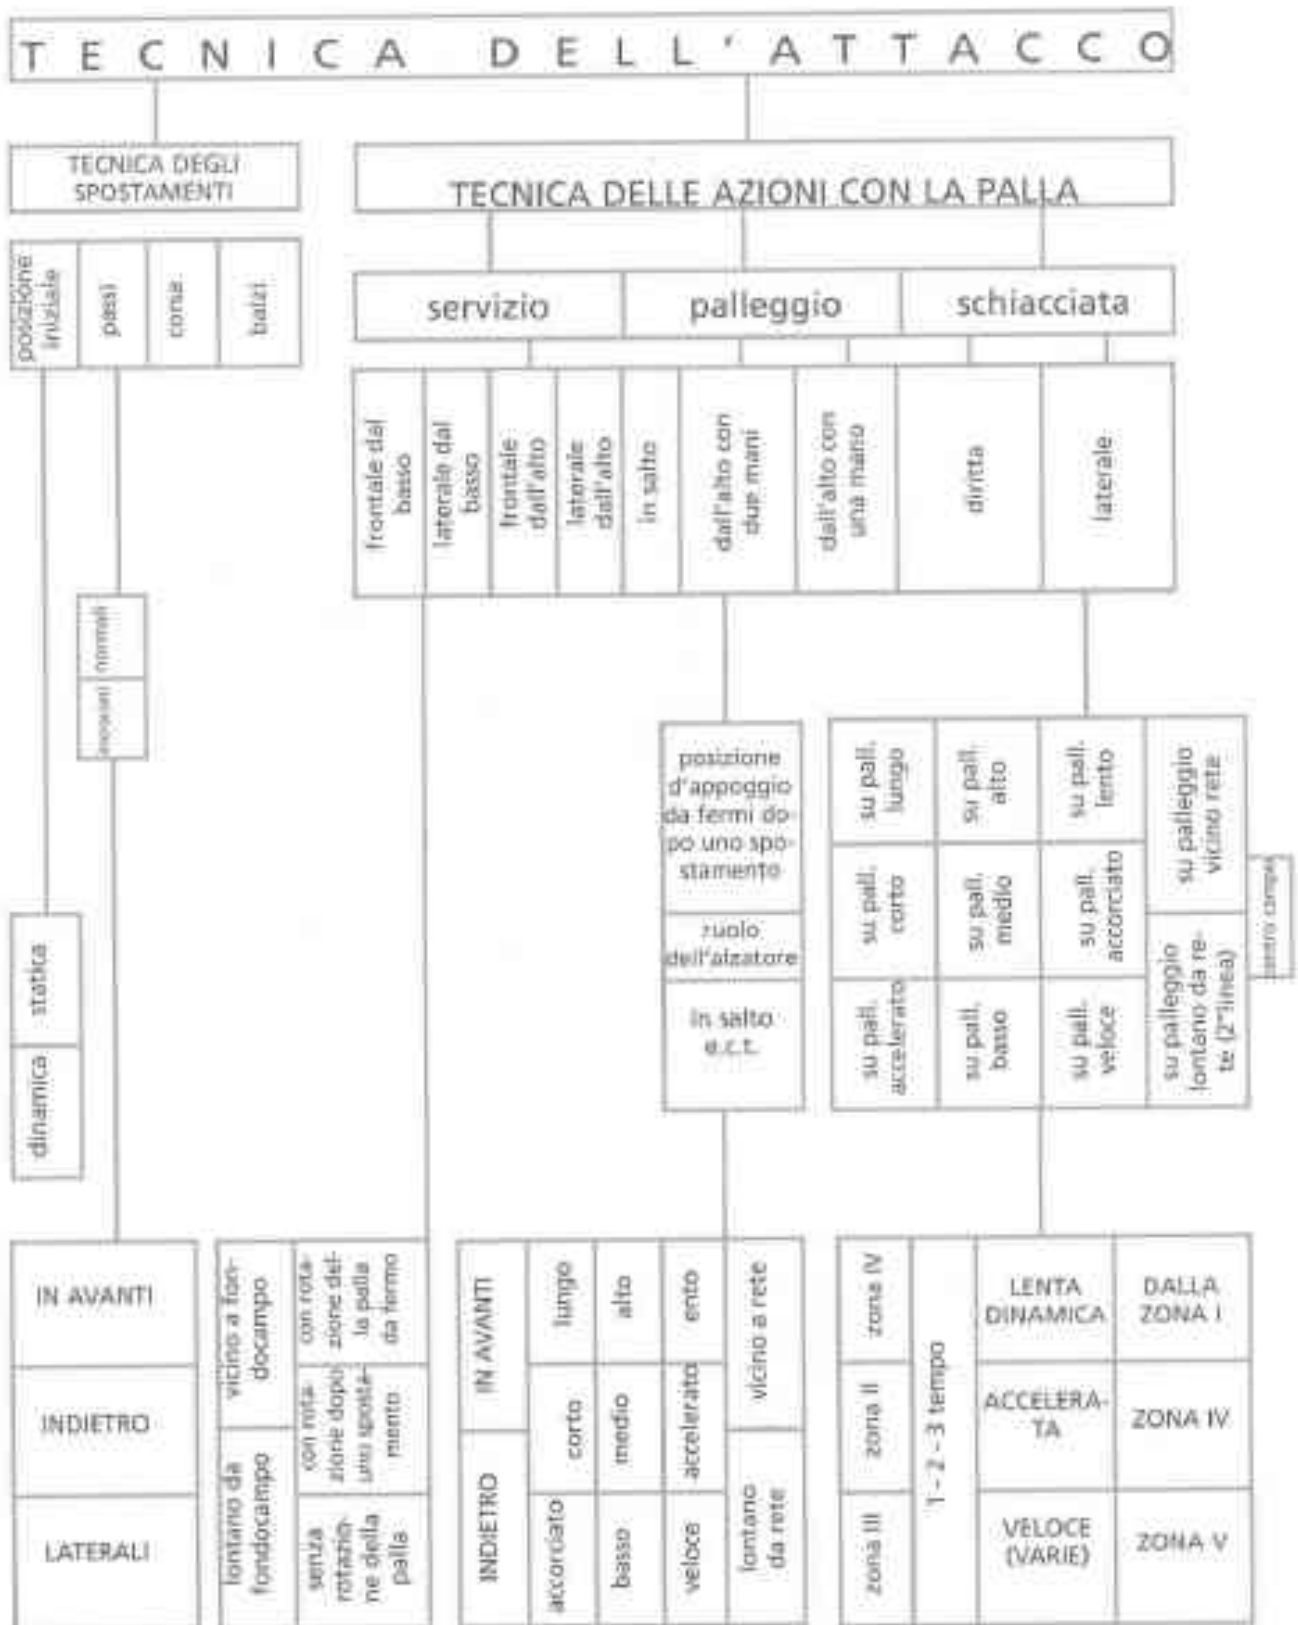 TECNICA DELL'ATTACCO
TECNICA DEGLI
SPOSTAMENTI
TECNICA DELLE AZIONI CON LA PALLA
posizione
iniziale
passi
corsa
balzi
servizio
palleggio
schiacciata
frontale dal
basso
laterale dal
basso
frontale
dall'alto
laterale
dall'alto
in salto
dall'alto con
due mani
dall'alto con
una mano
diritta
laterale
normali
incrociati
posizione
d'appoggio
da fermi do-
po uno spo-
stamento
ruolo
dell'alzatore
in salto
e.c.t.
su pall.
lungo
su pall.
alto
su pall.
lento
su palleggio
vicino rete
su pall.
corto
su pall.
medio
su pall.
accorciato
su pall.
accelerato
su pall.
basso
su pall.
veloce
su palleggio
lontano da re-
te (2ª linea)
centro campo
statica
dinamica
IN AVANTI
INDIETRO
LATERALI
vicino a fon-
docampo
lontano da
fondocampo
con rota-
zione del-
la palla
da fermo
con rota-
zione dopo
uno sposta-
mento
senza
rotazio-
ne della
palla
IN AVANTI
INDIETRO
lungo
corto
accorciato
alto
medio
basso
ento
accelerato
veloce
vicino a rete
lontano
da rete
zona IV
zona II
zona III
1 - 2 - 3 tempo
LENTA
DINAMICA
ACCELERA-
TA
VELOCE
(VARIE)
DALLA
ZONA I
ZONA IV
ZONA V